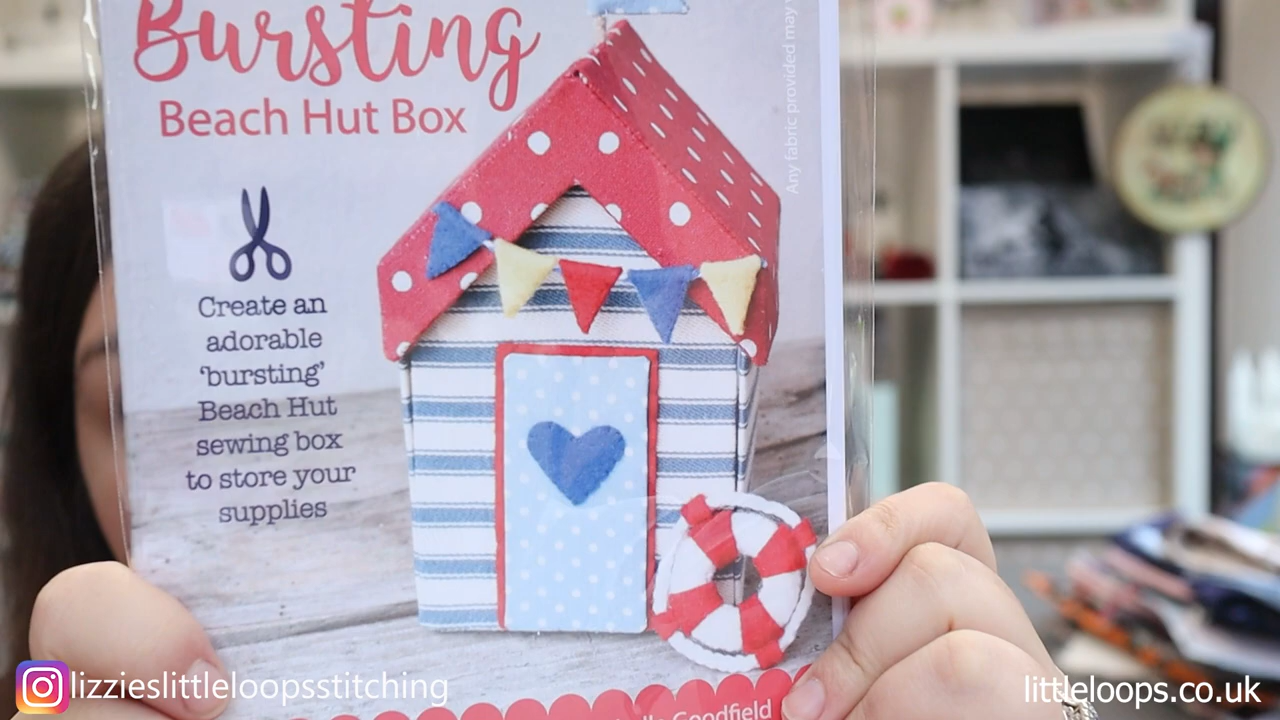 Bursting
Beach Hut Box
Any fabric provided may
Create an
adorable
‘bursting’
Beach Hut
sewing box
to store your
supplies
Goodfield
lizzieslittleloopsstitching
littleloops.co.uk